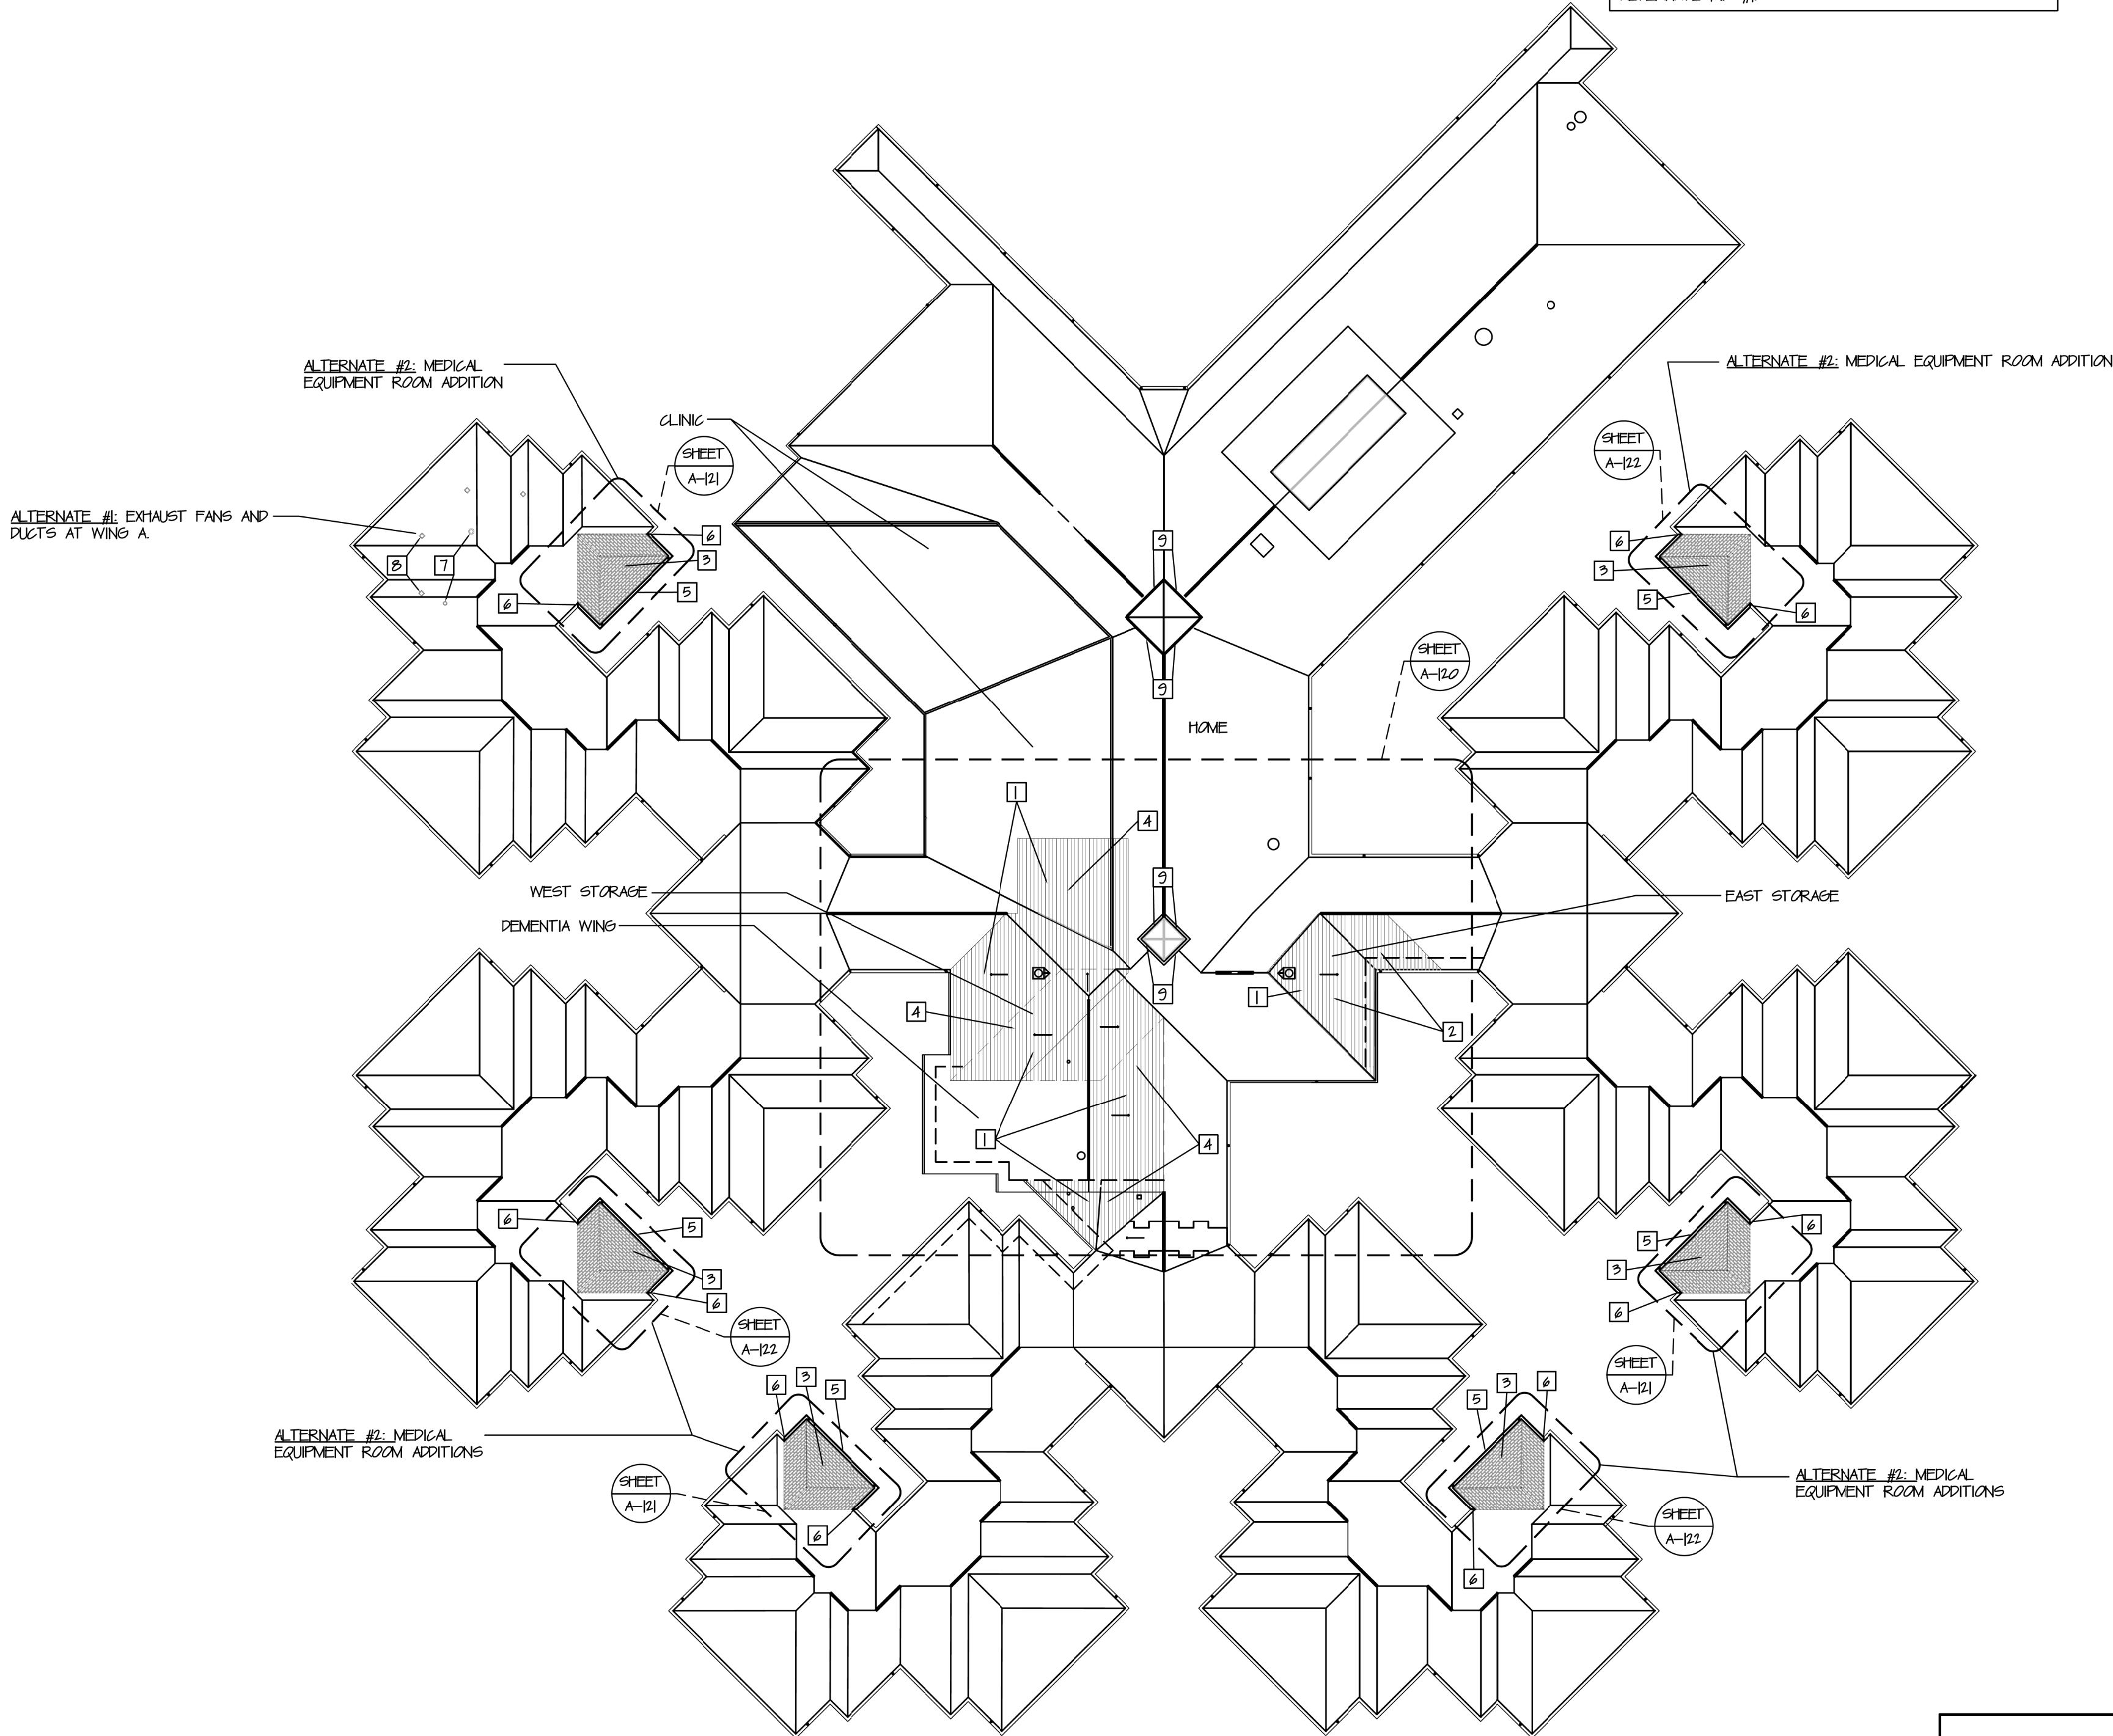 ALTERNATE #2: MEDICAL
EQUIPMENT ROOM ADDITION
ALTERNATE #2: MEDICAL EQUIPMENT ROOM ADDITION
CLINIC
SHEET
A-121
SHEET
A-122
ALTERNATE #1: EXHAUST FANS AND
DUCTS AT WING A.
8
7
6
3
5
6
6
3
5
6
9
SHEET
A-120
9
HOME
1
4
9
WEST STORAGE
EAST STORAGE
DEMENTIA WING
9
1
4
2
1
4
6
5
3
6
5
6
3
6
SHEET
A-122
SHEET
A-121
6
3
5
5
3
6
ALTERNATE #2: MEDICAL
EQUIPMENT ROOM ADDITIONS
SHEET
A-121
6
ALTERNATE #2: MEDICAL
EQUIPMENT ROOM ADDITIONS
SHEET
A-122
6